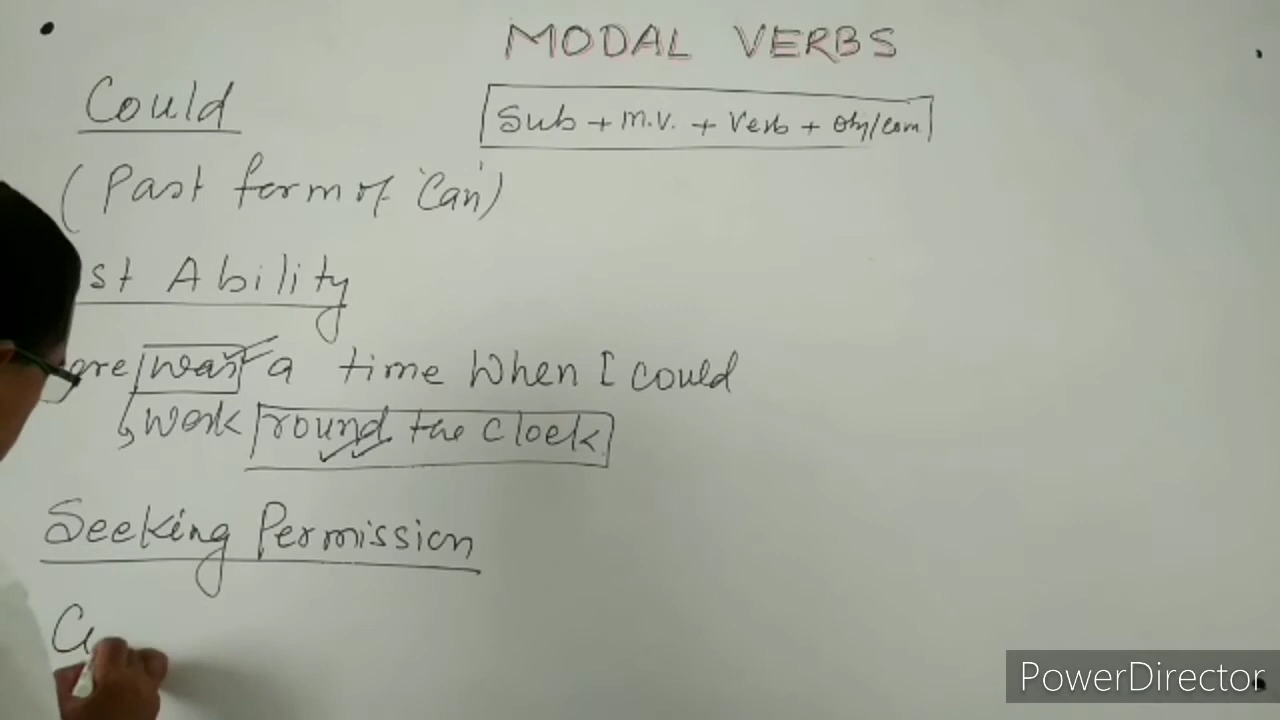 MODAL VERBS
Could
Sub + m.v. + Verb + Obj/com
(Past form of 'Can')
st Ability
ere was a time when I could
work round the clock
Seeking Permission
C
PowerDirector